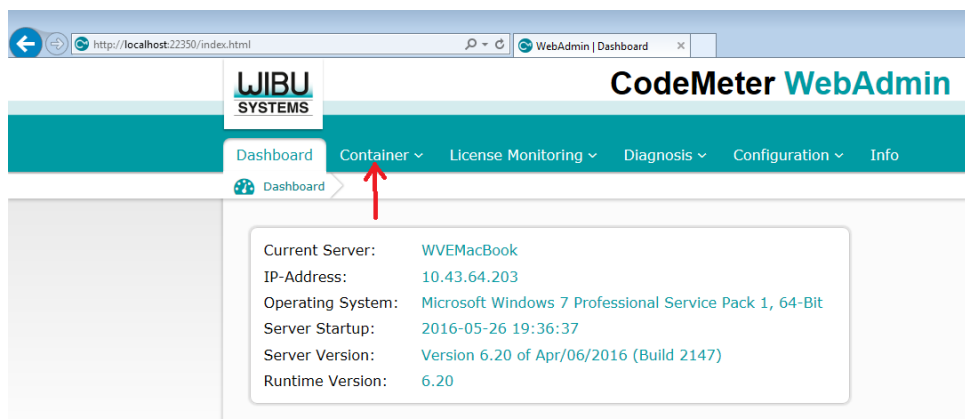 http://localhost:22350/index.html
WebAdmin | Dashboard
WIBU
SYSTEMS
CodeMeter WebAdmin
Dashboard Container License Monitoring Diagnosis Configuration Info
Dashboard
Current Server: WVEMacBook
IP-Address: 10.43.64.203
Operating System: Microsoft Windows 7 Professional Service Pack 1, 64-Bit
Server Startup: 2016-05-26 19:36:37
Server Version: Version 6.20 of Apr/06/2016 (Build 2147)
Runtime Version: 6.20